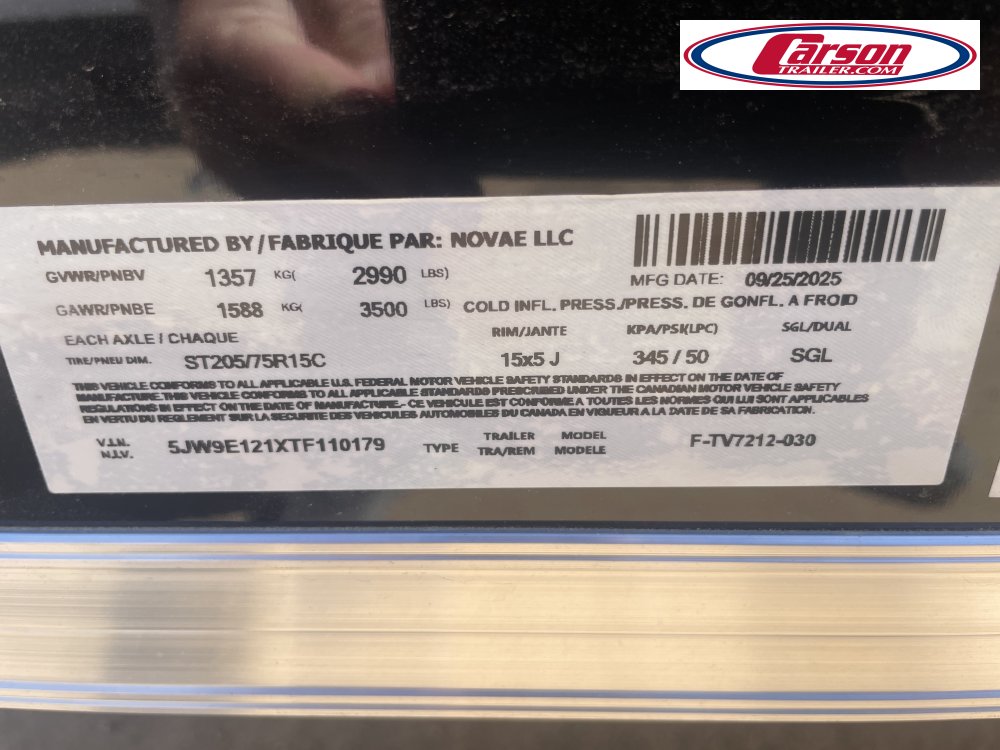 Carson
TRAILER.COM
MANUFACTURED BY/FABRIQUE PAR: NOVAE LLC
GVWR/PNBV 1357 KG( 2990 LBS)
MFG DATE: 09/25/2025
GAWR/PNBE 1588 KG( 3500 LBS) COLD INFL. PRESS./PRESS. DE GONFL. A FROID
EACH AXLE / CHAQUE RIM/JANTE KPA/PSI(LPC) SGL/DUAL
TIRE/PNEU DIM. ST205/75R15C 15x5 J 345 / 50 SGL
THIS VEHICLE CONFORMS TO ALL APPLICABLE U.S. FEDERAL MOTOR VEHICLE SAFETY STANDARDS IN EFFECT ON THE DATE OF
MANUFACTURE. THIS VEHICLE CONFORMS TO ALL APPLICABLE STANDARDS PRESCRIBED UNDER THE CANADIAN MOTOR VEHICLE SAFETY
REGULATIONS IN EFFECT ON THE DATE OF MANUFACTURE.- CE VÉHICULE EST CONFORME A TOUTES LES NORMES QUI LUI SONT APPLICABLES
EN VERTU DU REGLEMENT SUR LA SECURITE DES VEHICULES AUTOMOBILES DU CANADA EN VIGUEUR A LA DATE DE SA FABRICATION.
V.I.N. 5JW9E121XTF110179 TYPE TRAILER MODEL F-TV7212-030
N.I.V. TRA/REM MODELE